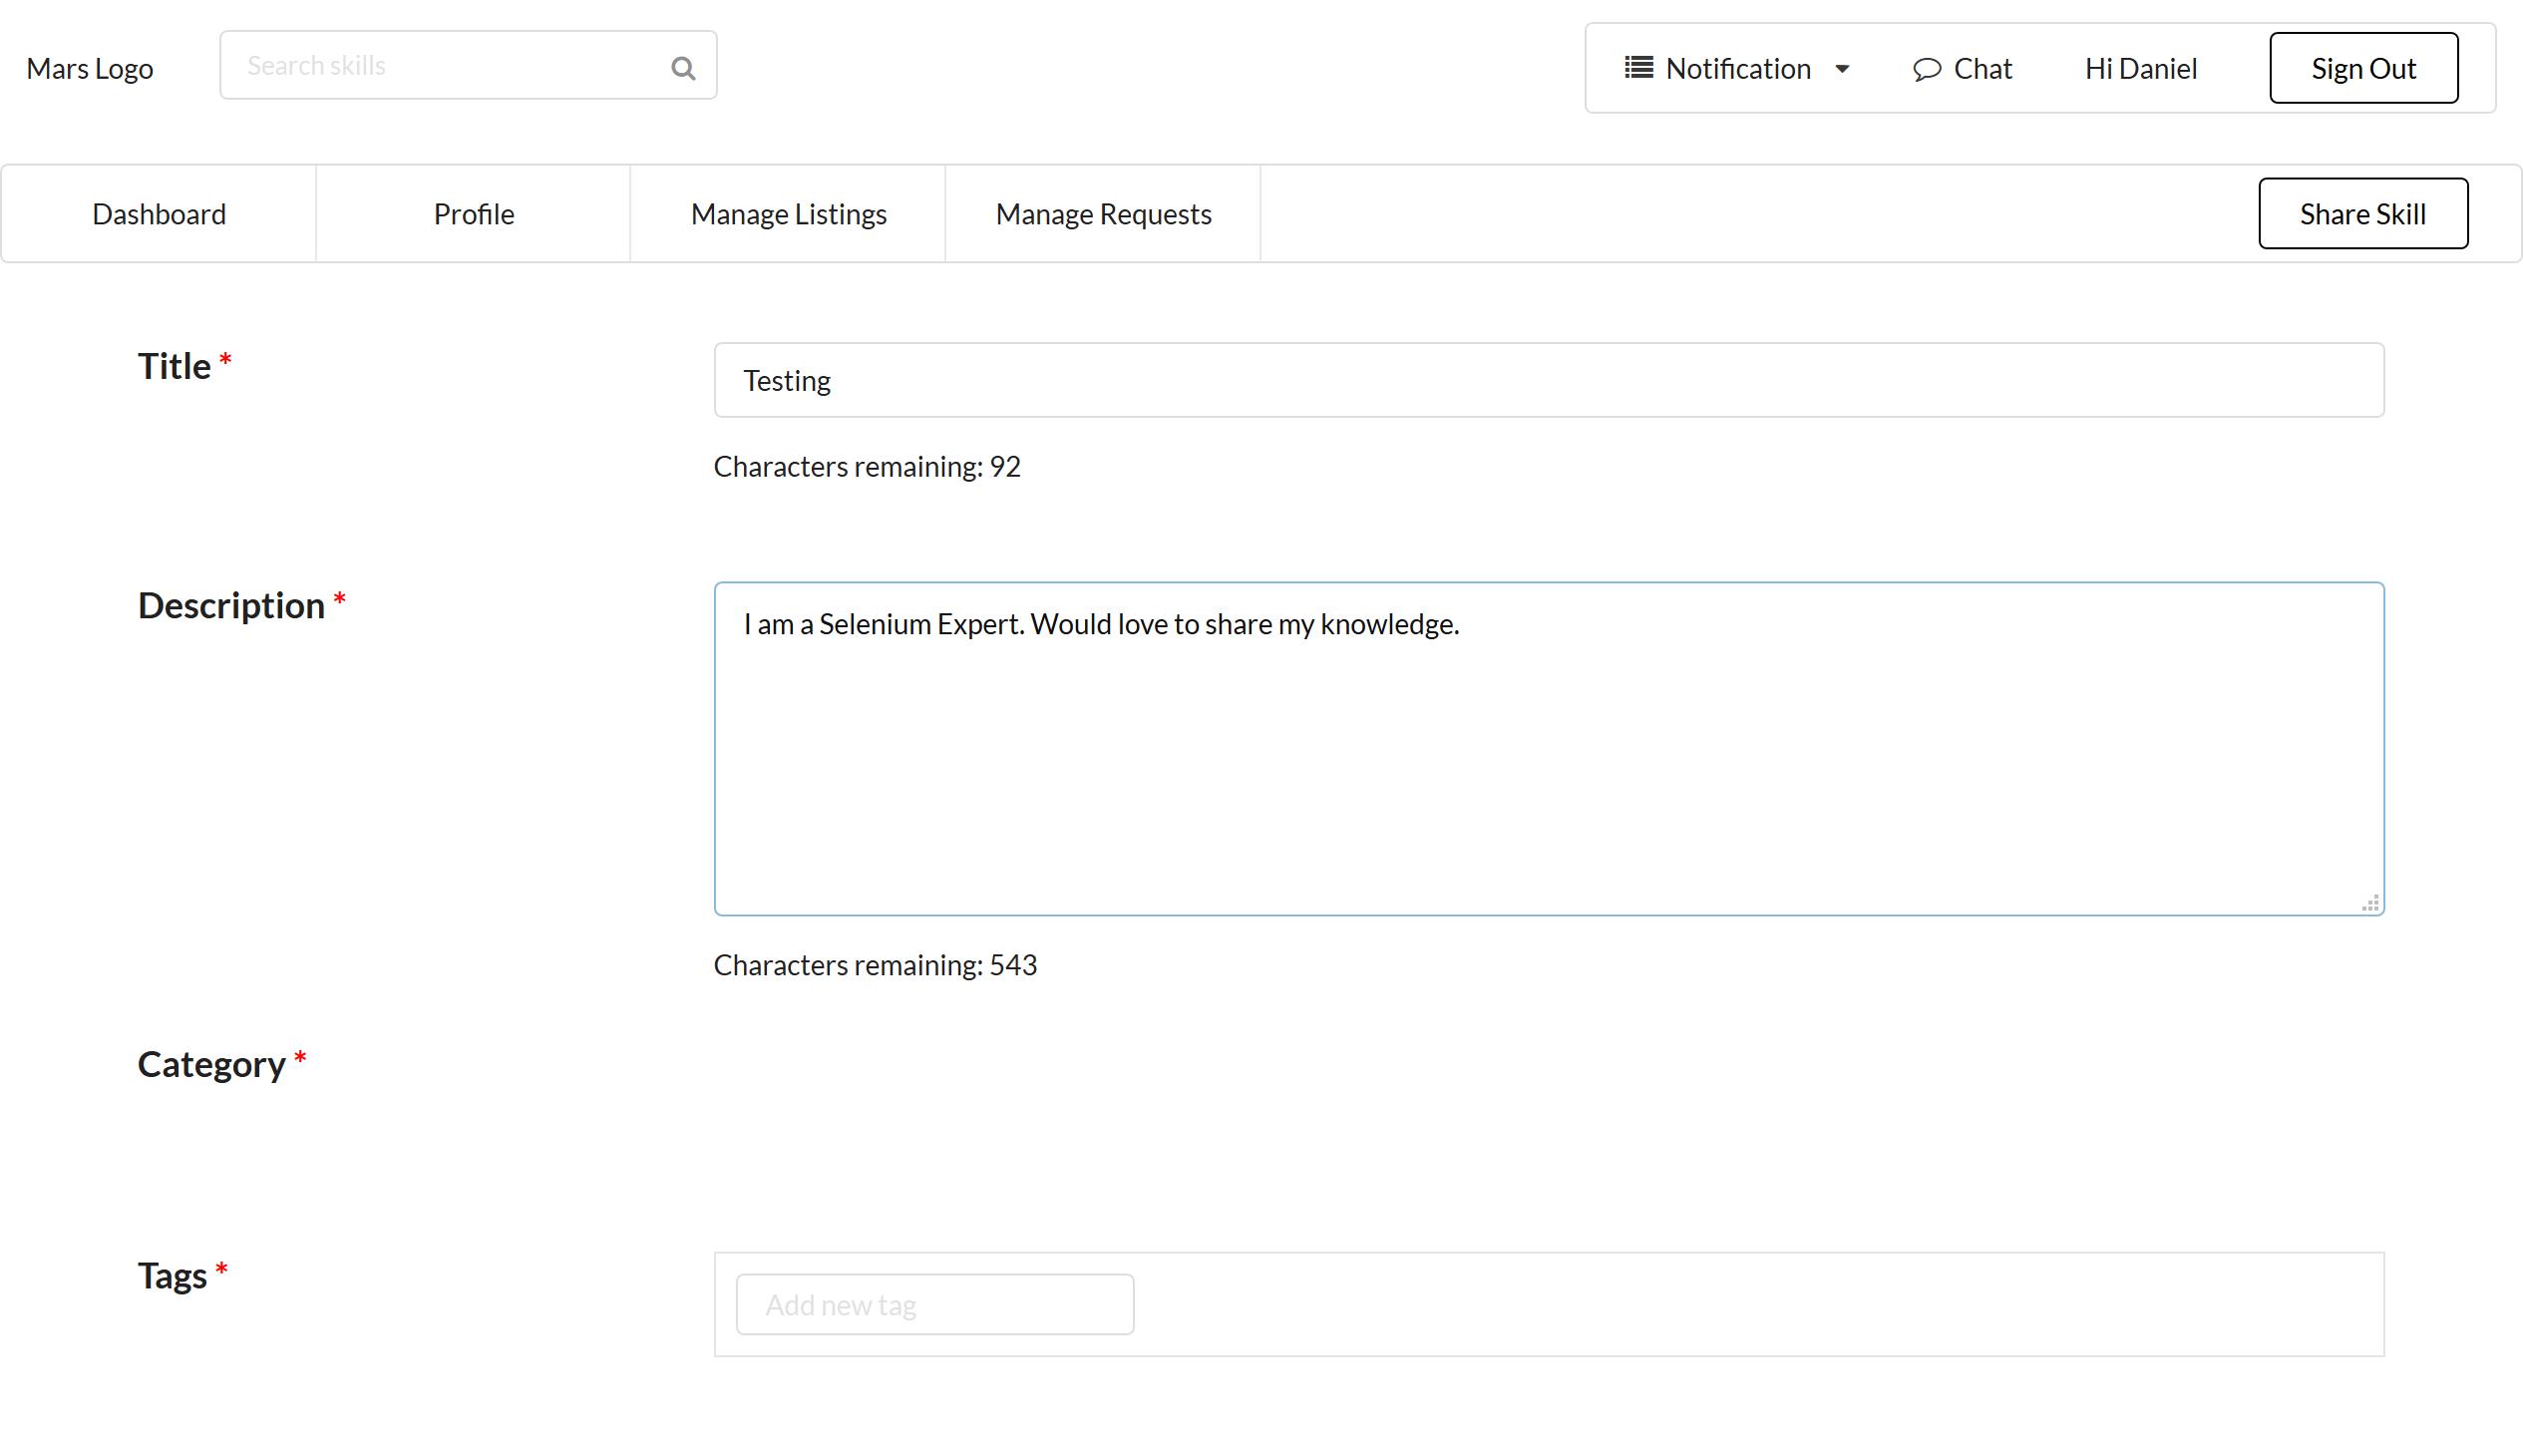 Mars Logo
Search skills
Notification
Chat
Hi Daniel
Sign Out
Dashboard
Profile
Manage Listings
Manage Requests
Share Skill
Title *
Testing
Characters remaining: 92
Description *
I am a Selenium Expert. Would love to share my knowledge.
Characters remaining: 543
Category *
Tags *
Add new tag